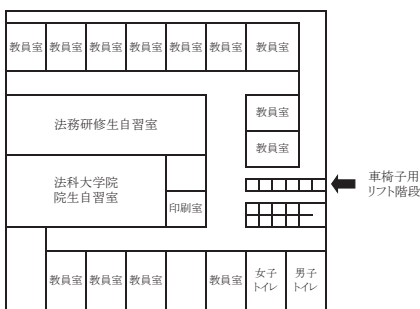 教員室 教員室 教員室 教員室 教員室 教員室 教員室
教員室
法務研修生自習室
教員室
法科大学院
院生自習室
車椅子用
リフト階段
印刷室
教員室 教員室 教員室 教員室
女子
トイレ
男子
トイレ